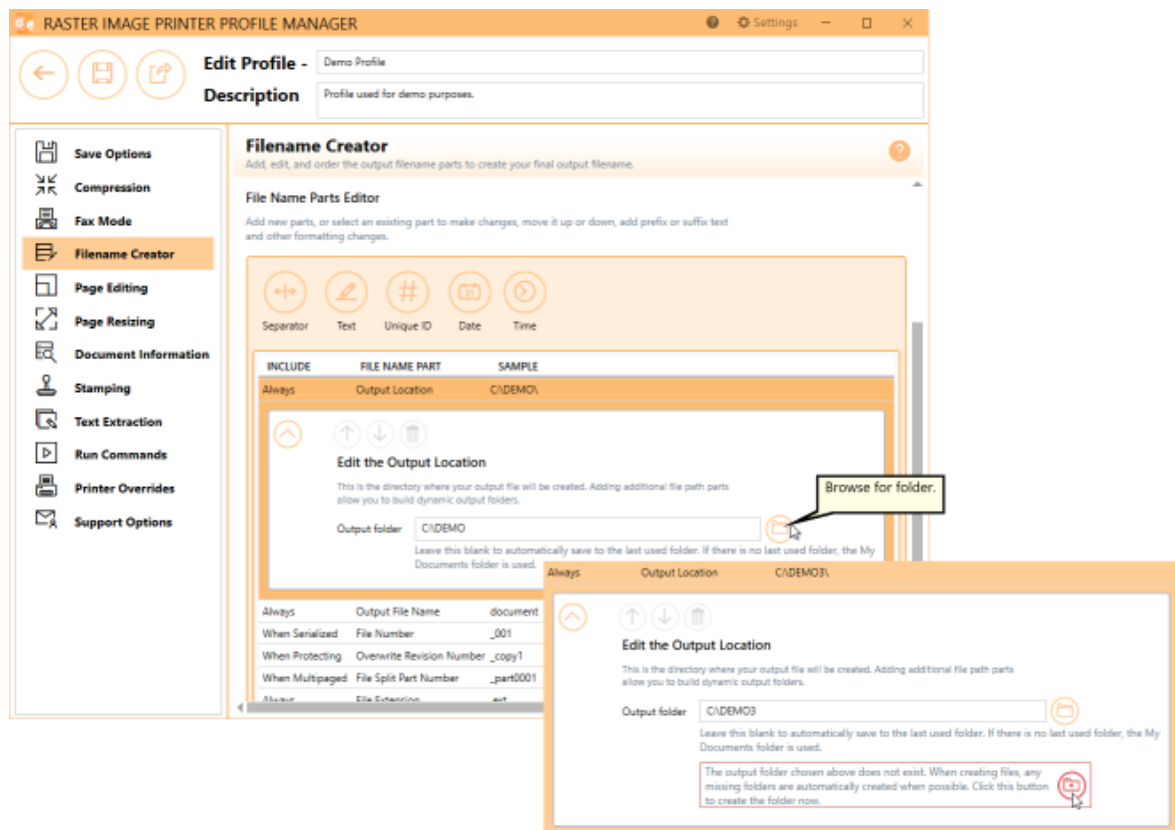 RASTER IMAGE PRINTER PROFILE MANAGER
Settings
Edit Profile -
Demo Profile
Description
Profile used for demo purposes.
Save Options
Compression
Fax Mode
Filename Creator
Page Editing
Page Resizing
Document Information
Stamping
Text Extraction
Run Commands
Printer Overrides
Support Options
Filename Creator
Add, edit, and order the output filename parts to create your final output filename.
File Name Parts Editor
Add new parts, or select an existing part to make changes, move it up or down, add prefix or suffix text
and other formatting changes.
Separator Text Unique ID Date Time
INCLUDE FILE NAME PART SAMPLE
Always Output Location C:\DEMO\
Edit the Output Location
This is the directory where your output file will be created. Adding additional file path parts
allow you to build dynamic output folders.
Output folder C:\DEMO
Browse for folder.
Leave this blank to automatically save to the last used folder. If there is no last used folder, the My
Documents folder is used.
Always Output File Name document
When Serialized File Number _001
When Protecting Overwrite Revision Number _copy1
When Multipaged File Split Part Number _part0001
Always File Extension .ext
Always Output Location C:\DEMO3\
Edit the Output Location
This is the directory where your output file will be created. Adding additional file path parts
allow you to build dynamic output folders.
Output folder C:\DEMO3
Leave this blank to automatically save to the last used folder. If there is no last used folder, the My
Documents folder is used.
The output folder chosen above does not exist. When creating files, any
missing folders are automatically created when possible. Click this button
to create the folder now.